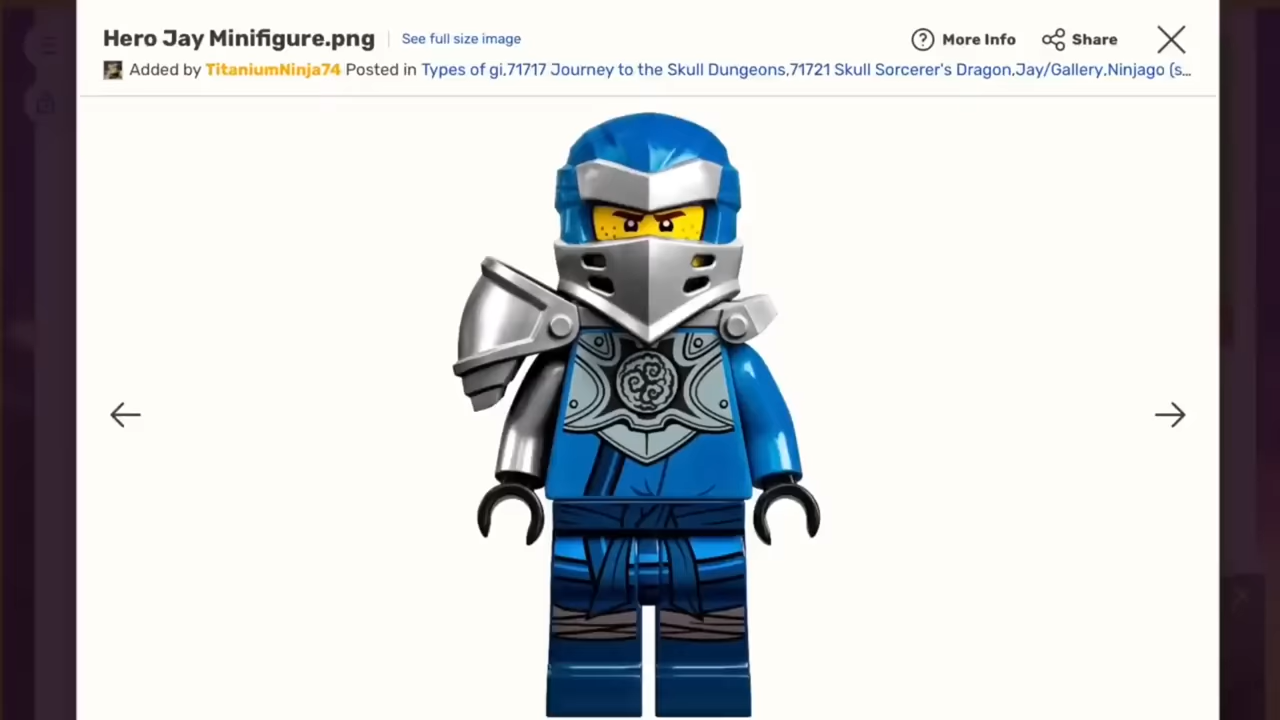 Hero Jay Minifigure.png See full size image More Info Share
Added by TitaniumNinja74 Posted in Types of gi,71717 Journey to the Skull Dungeons,71721 Skull Sorcerer's Dragon,Jay/Gallery,Ninjago (s...